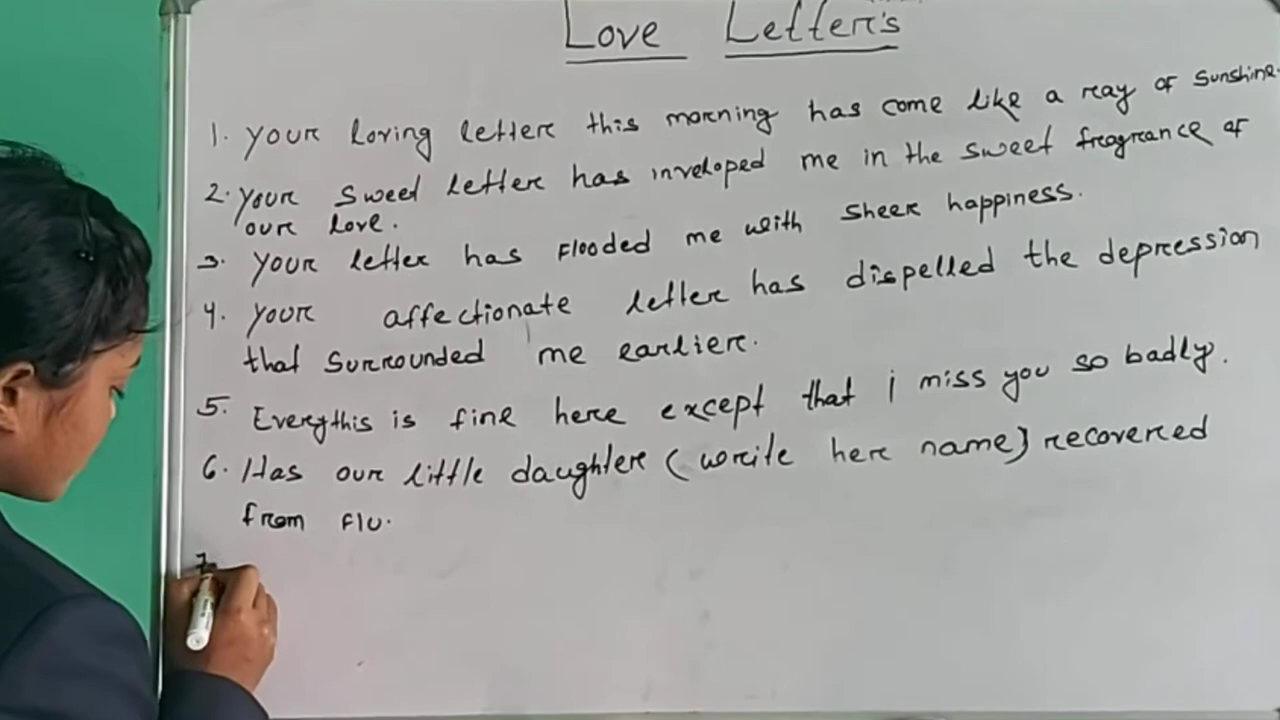 Love Letter's
1. Your loving letter this morning has come like a ray of Sunshine.
2. Your sweet letter has inveloped me in the sweet fragrance of
our love.
3. Your letter has flooded me with sheer happiness.
4. Your affectionate letter has dispelled the depression
that surrounded me earlier.
5. Everythis is fine here except that i miss you so badly.
6. Has our little daughter (write her name) recovered
from flu.
7